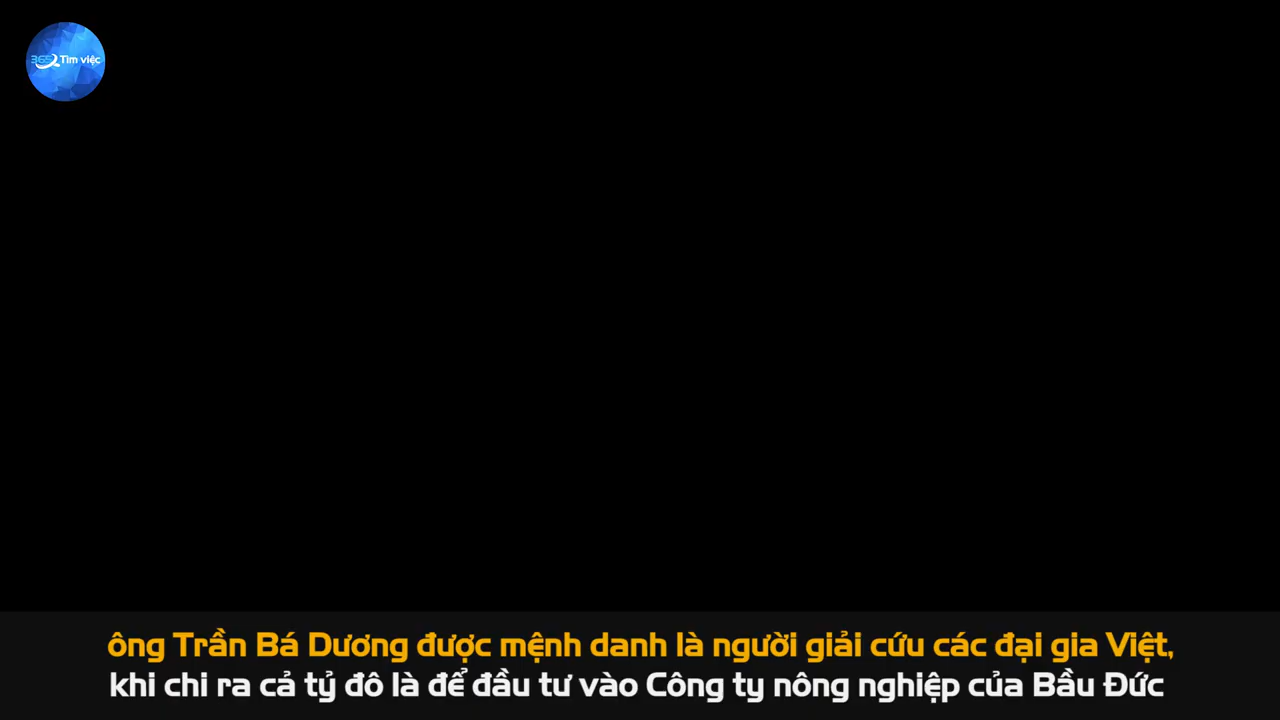 365 Tìm việc
ông Trần Bá Dương được mệnh danh là người giải cứu các đại gia Việt,
khi chi ra cả tỷ đô là để đầu tư vào Công ty nông nghiệp của Bầu Đức